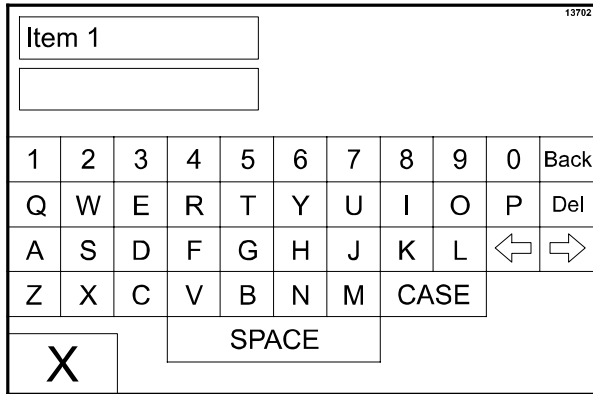 13702
Item 1
1 2 3 4 5 6 7 8 9 0 Back
Q W E R T Y U I O P Del
A S D F G H J K L
Z X C V B N M CASE
SPACE
X